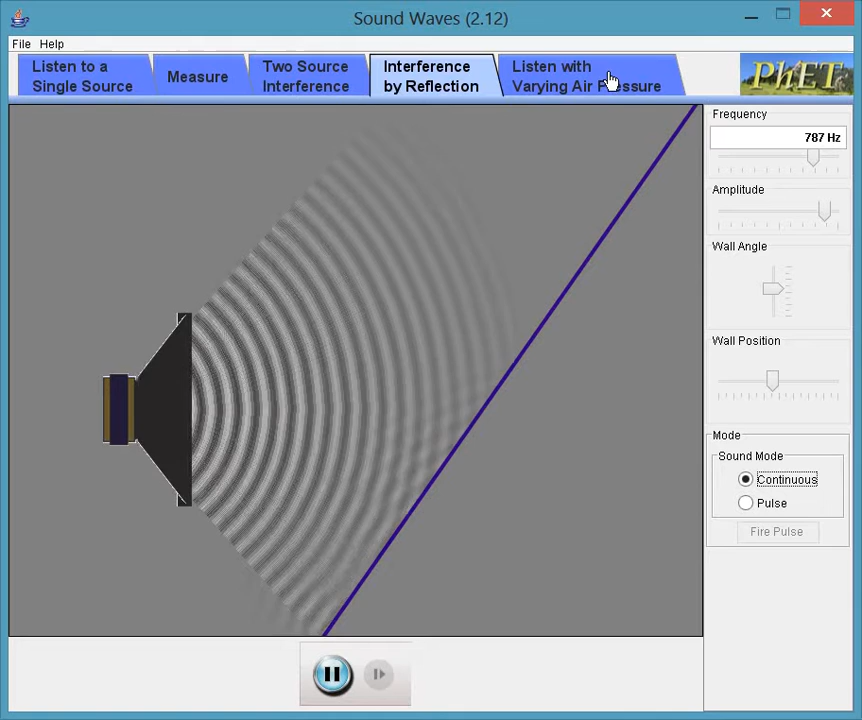 Sound Waves (2.12)
File Help
Listen to a
Single Source
Measure
Two Source
Interference
Interference
by Reflection
Listen with
Varying Air Pressure
PhET
Frequency
787 Hz
Amplitude
Wall Angle
Wall Position
Mode
Sound Mode
Continuous
Pulse
Fire Pulse